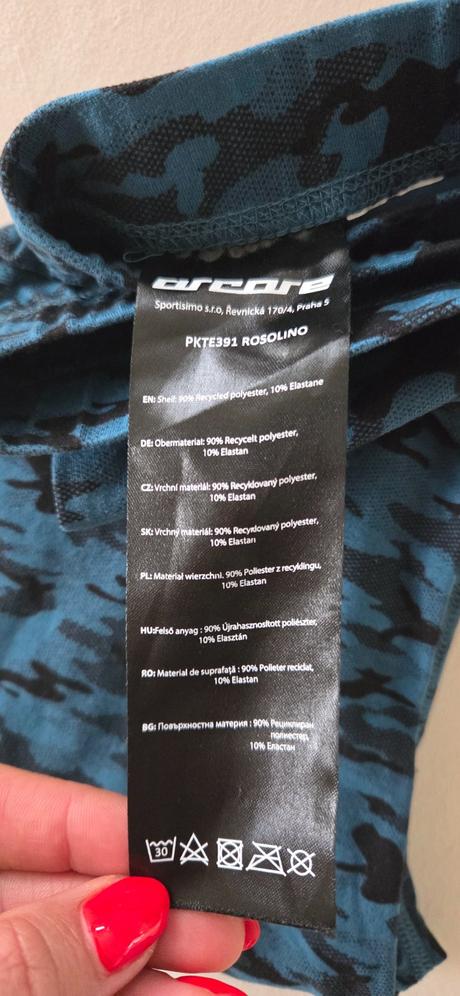 arcore
Sportisimo s.r.o, Řevnická 170/4, Praha 5
PKTE391 ROSOLINO
EN: Shell: 90% Recycled polyester, 10% Elastane
DE: Obermaterial: 90% Recycelt polyester,
10% Elastan
CZ: Vrchní materiál: 90% Recyklovaný polyester,
10% Elastan
SK: Vrchný materiál: 90% Recyklovaný polyester,
10% Elastan
PL: Materiał wierzchni. 90% Poliester z recyklingu,
10% Elastan
HU:Felső anyag : 90% Újrahasznosított poliészter,
10% Elasztán
RO: Material de suprafață : 90% Polieter reciclat,
10% Elastan
BG: Повърхностна материя : 90% Рециклиран
полиестер,
10% Еластан
30